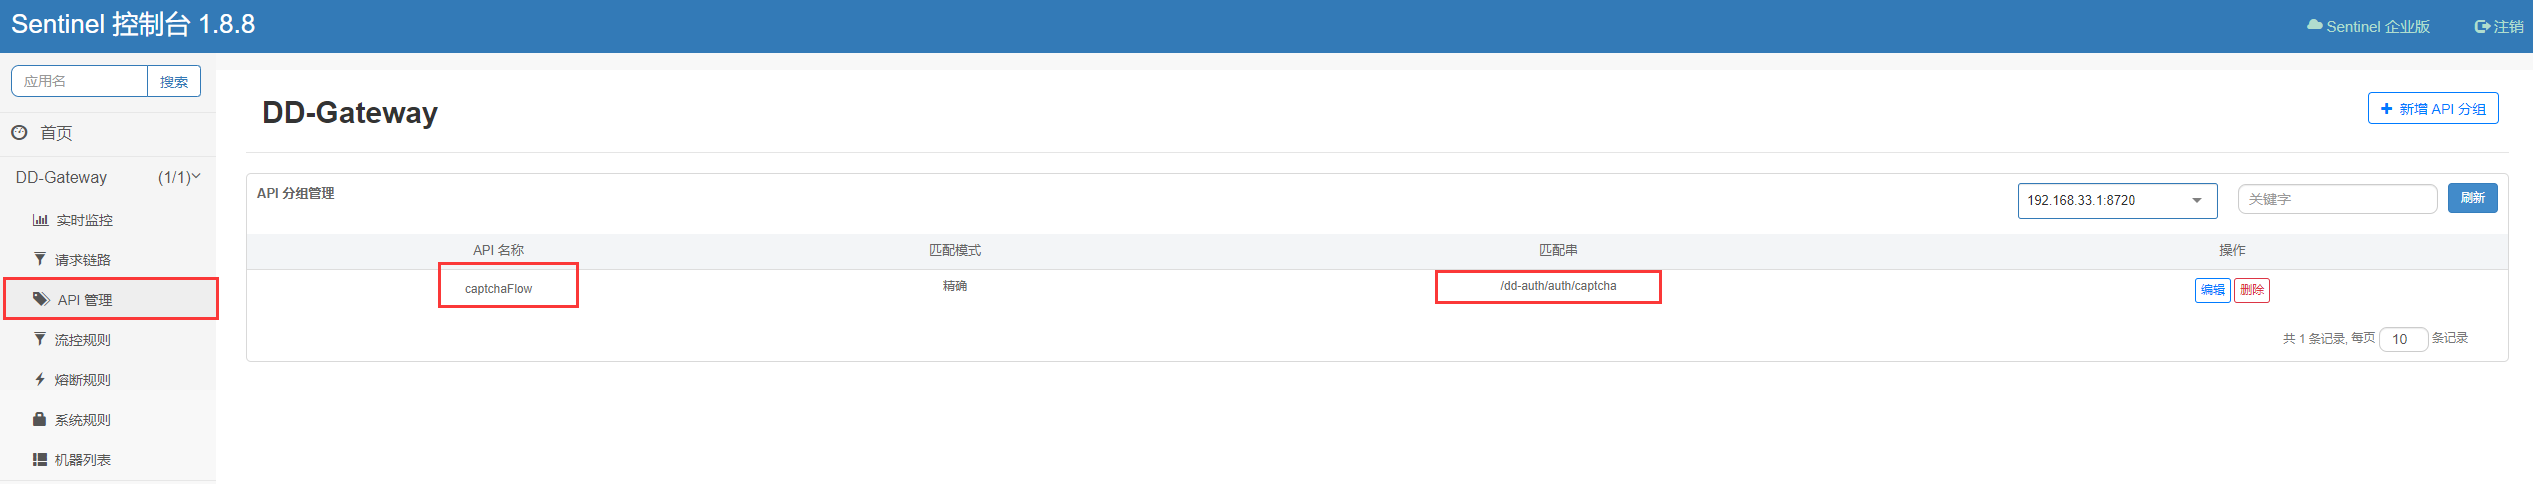 Sentinel 控制台 1.8.8
Sentinel 企业版
注销
应用名
搜索
首页
DD-Gateway (1/1)
实时监控
请求链路
API 管理
流控规则
熔断规则
系统规则
机器列表
DD-Gateway
新增 API 分组
API 分组管理
192.168.33.1:8720
关键字
刷新
API 名称 匹配模式 匹配串 操作
captchaFlow 精确 /dd-auth/auth/captcha 编辑 删除
共 1 条记录, 每页 10 条记录